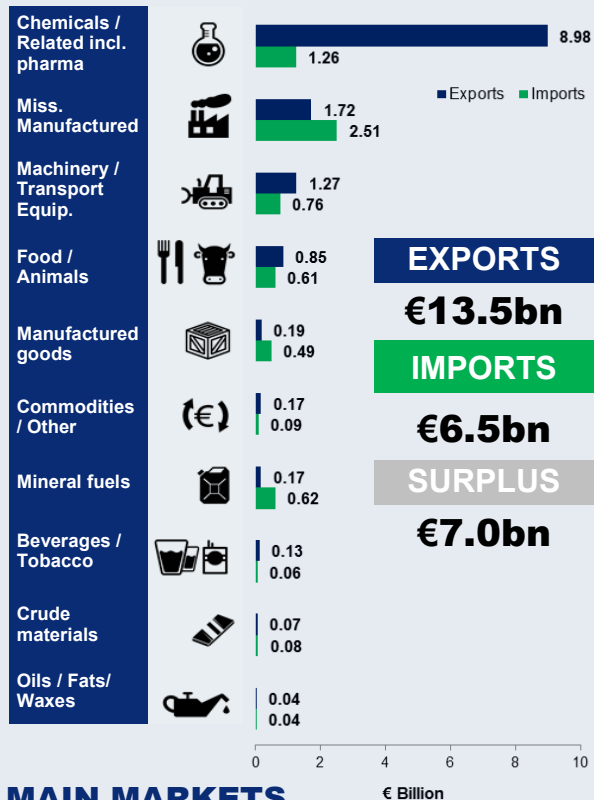 Chemicals /
Related incl.
pharma
8.98
1.26
Exports Imports
Miss.
Manufactured
1.72
2.51
Machinery /
Transport
Equip.
1.27
0.76
Food /
Animals
0.85
0.61
EXPORTS
€13.5bn
Manufactured
goods
0.19
0.49
IMPORTS
Commodities
/ Other
(€)
0.17
0.09
€6.5bn
Mineral fuels
0.17
0.62
SURPLUS
€7.0bn
Beverages /
Tobacco
0.13
0.06
Crude
materials
0.07
0.08
Oils / Fats/
Waxes
0.04
0.04
0 2 4 6 8 10
€ Billion
MAIN MARKETS